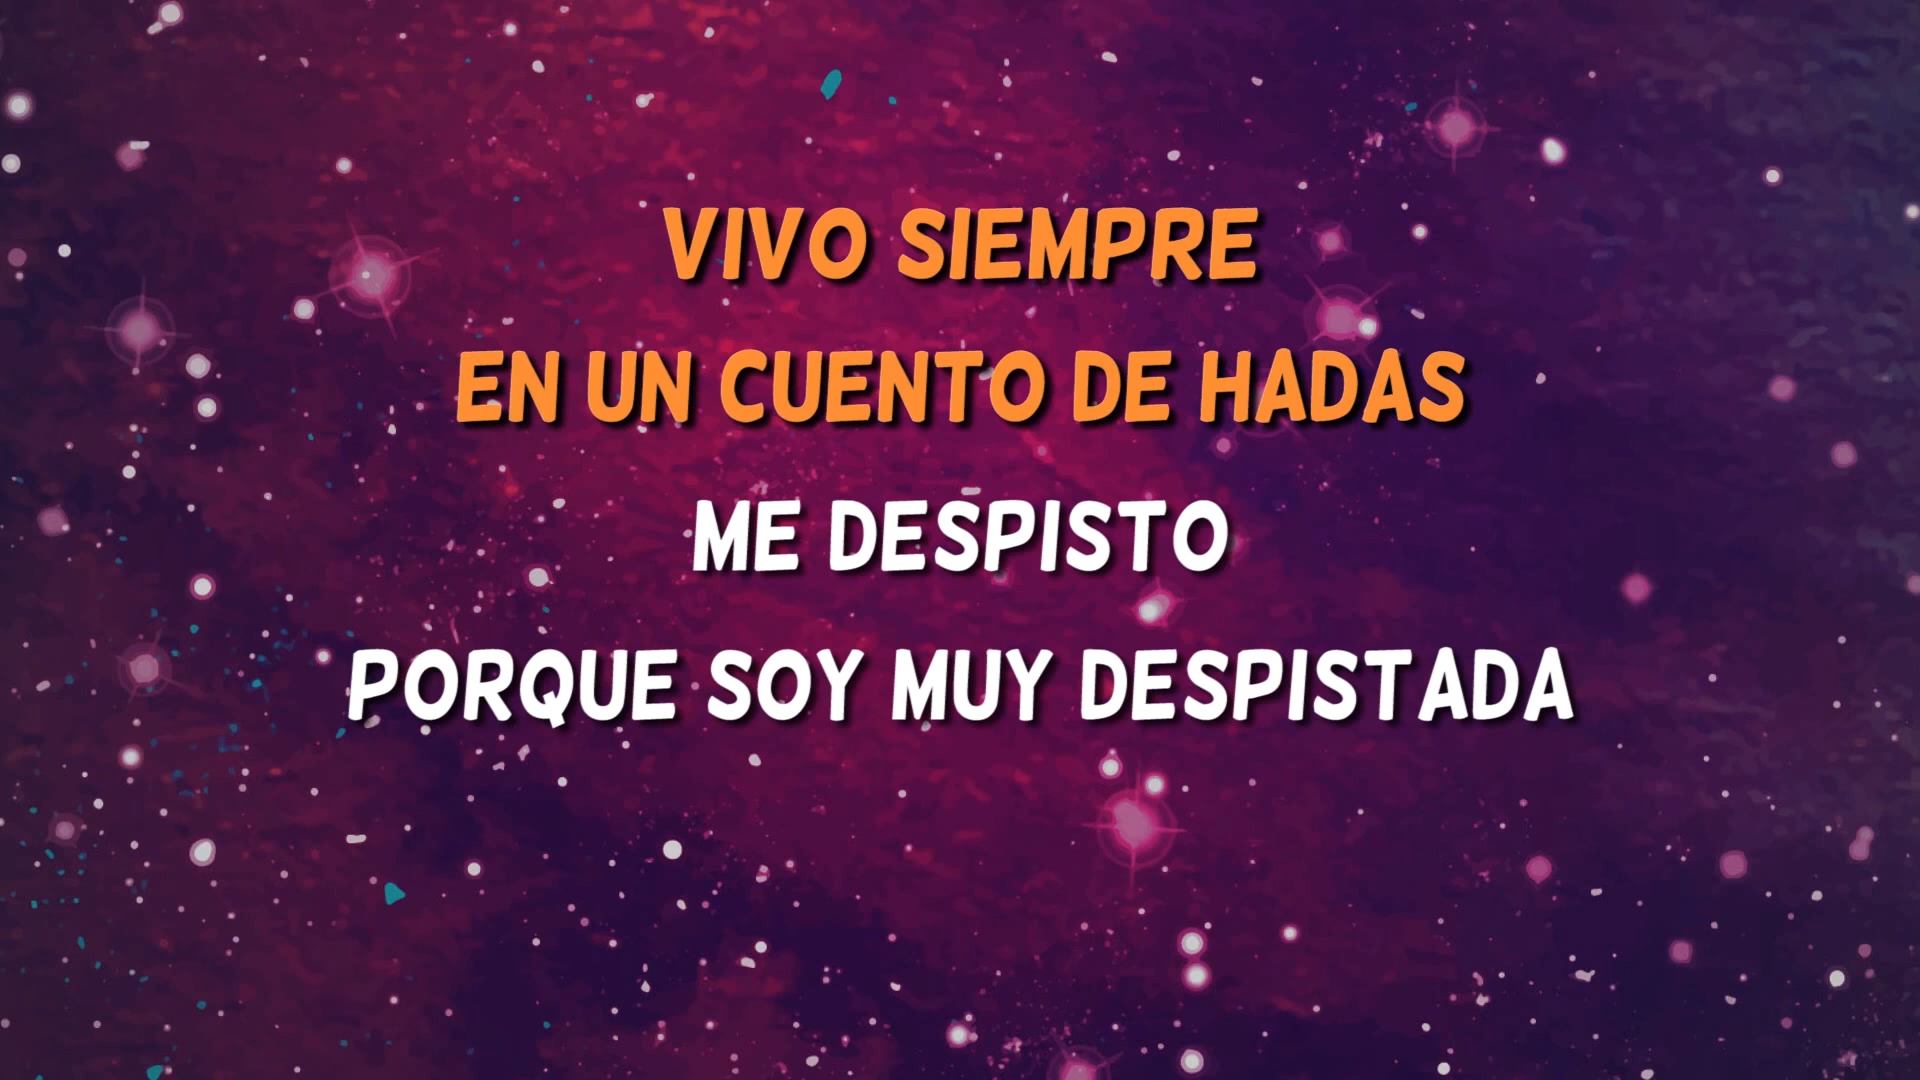 VIVO SIEMPRE
EN UN CUENTO DE HADAS
ME DESPISTO
PORQUE SOY MUY DESPISTADA